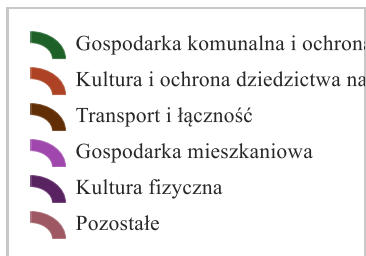 Gospodarka komunalna i ochrona
Kultura i ochrona dziedzictwa na
Transport i łączność
Gospodarka mieszkaniowa
Kultura fizyczna
Pozostałe